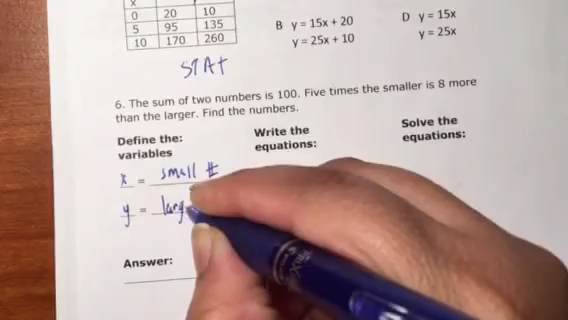 x
0 20 10
5 95 135
10 170 260
B y = 15x + 20
y = 25x + 10
D y = 15x
y = 25x
STAT
6. The sum of two numbers is 100. Five times the smaller is 8 more
than the larger. Find the numbers.
Define the:
variables
Write the
equations:
Solve the
equations:
x = small #
y = larg
Answer: